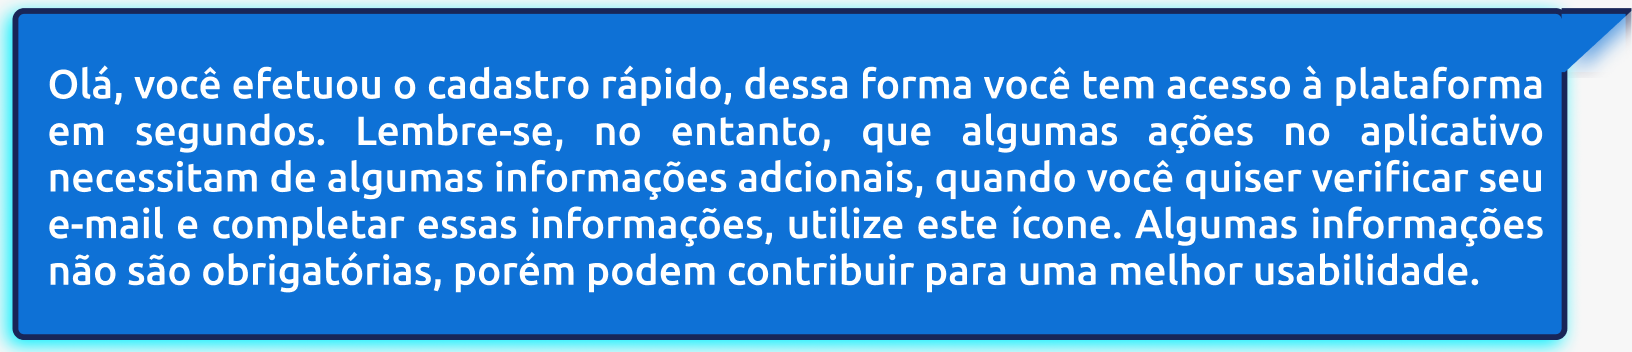 Olá, você efetuou o cadastro rápido, dessa forma você tem acesso à plataforma
em segundos. Lembre-se, no entanto, que algumas ações no aplicativo
necessitam de algumas informações adcionais, quando você quiser verificar seu
e-mail e completar essas informações, utilize este ícone. Algumas informações
não são obrigatórias, porém podem contribuir para uma melhor usabilidade.